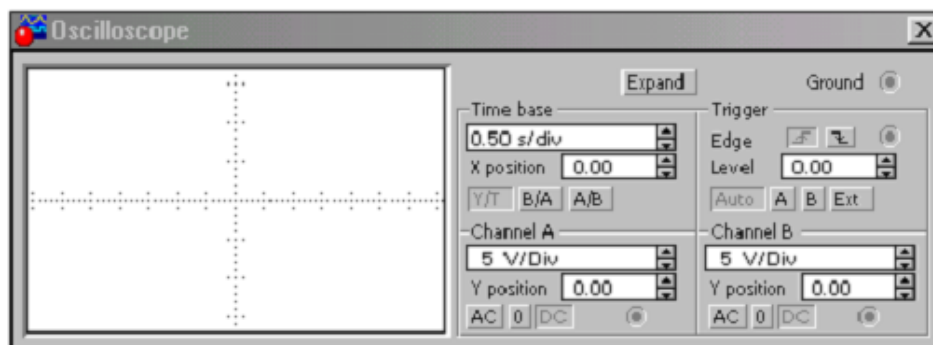 Oscilloscope
Expand Ground
Time base
0.50 s/div
X position 0.00
Y/T B/A A/B
Trigger
Edge
Level 0.00
Auto A B Ext
Channel A
5 V/Div
Y position 0.00
AC 0 DC
Channel B
5 V/Div
Y position 0.00
AC 0 DC